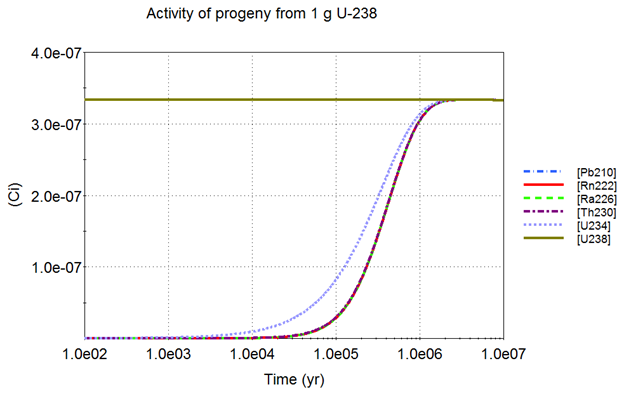 Activity of progeny from 1 g U-238
4.0e-07
3.0e-07
2.0e-07
1.0e-07
(Ci)
1.0e02 1.0e03 1.0e04 1.0e05 1.0e06 1.0e07
Time (yr)
[Pb210]
[Rn222]
[Ra226]
[Th230]
[U234]
[U238]